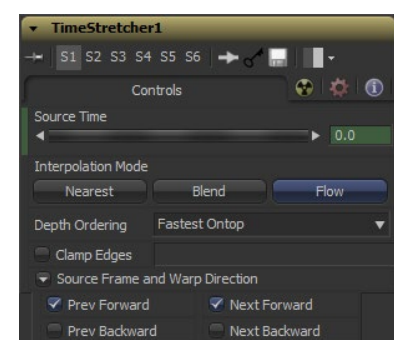 TimeStretcher1
S1 S2 S3 S4 S5 S6
Controls
Source Time
0.0
Interpolation Mode
Nearest Blend Flow
Depth Ordering Fastest Ontop
Clamp Edges
Source Frame and Warp Direction
Prev Forward Next Forward
Prev Backward Next Backward